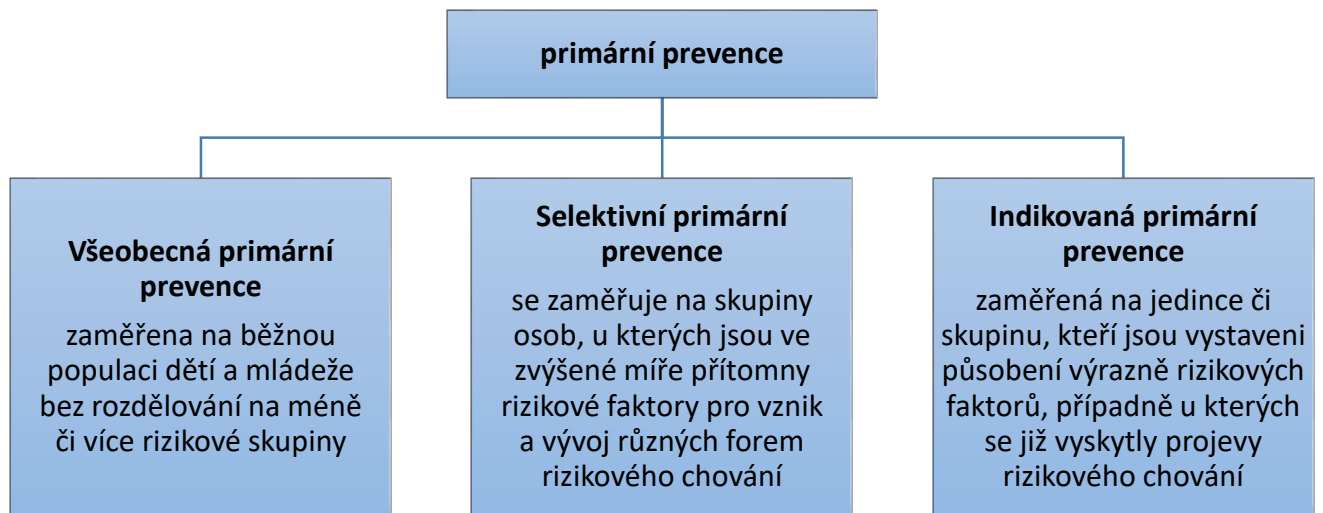 primární prevence
Všeobecná primární
prevence
zaměřena na běžnou
populaci dětí a mládeže
bez rozdělování na méně
či více rizikové skupiny
Selektivní primární
prevence
se zaměřuje na skupiny
osob, u kterých jsou ve
zvýšené míře přítomny
rizikové faktory pro vznik
a vývoj různých forem
rizikového chování
Indikovaná primární
prevence
zaměřená na jedince či
skupinu, kteří jsou vystaveni
působení výrazně rizikových
faktorů, případně u kterých
se již vyskytly projevy
rizikového chování